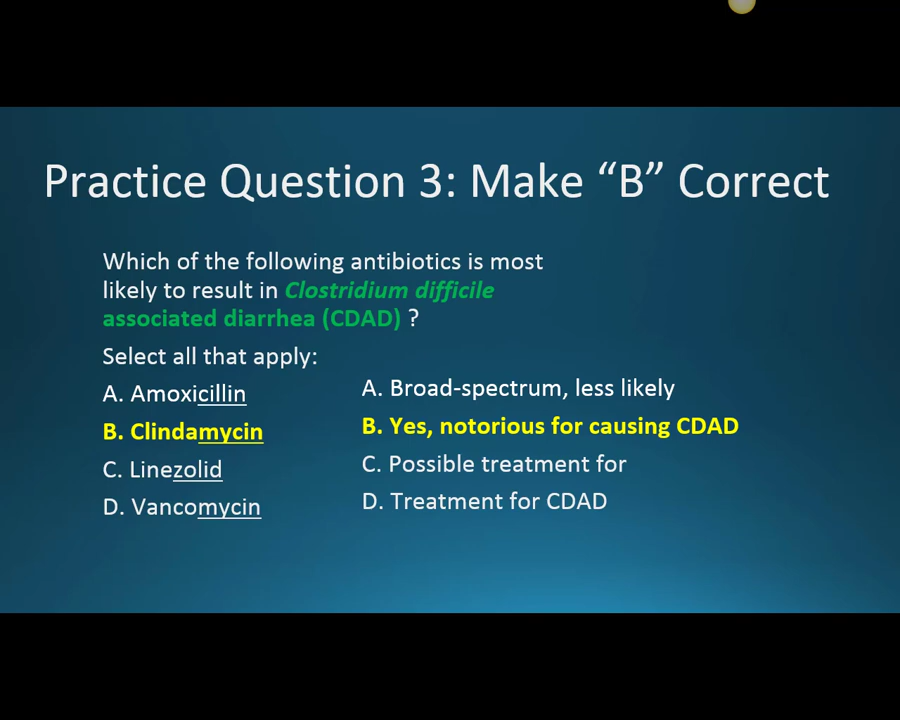 Practice Question 3: Make “B” Correct
Which of the following antibiotics is most
likely to result in Clostridium difficile
associated diarrhea (CDAD) ?
Select all that apply:
A. Amoxicillin
B. Clindamycin
C. Linezolid
D. Vancomycin
A. Broad-spectrum, less likely
B. Yes, notorious for causing CDAD
C. Possible treatment for
D. Treatment for CDAD